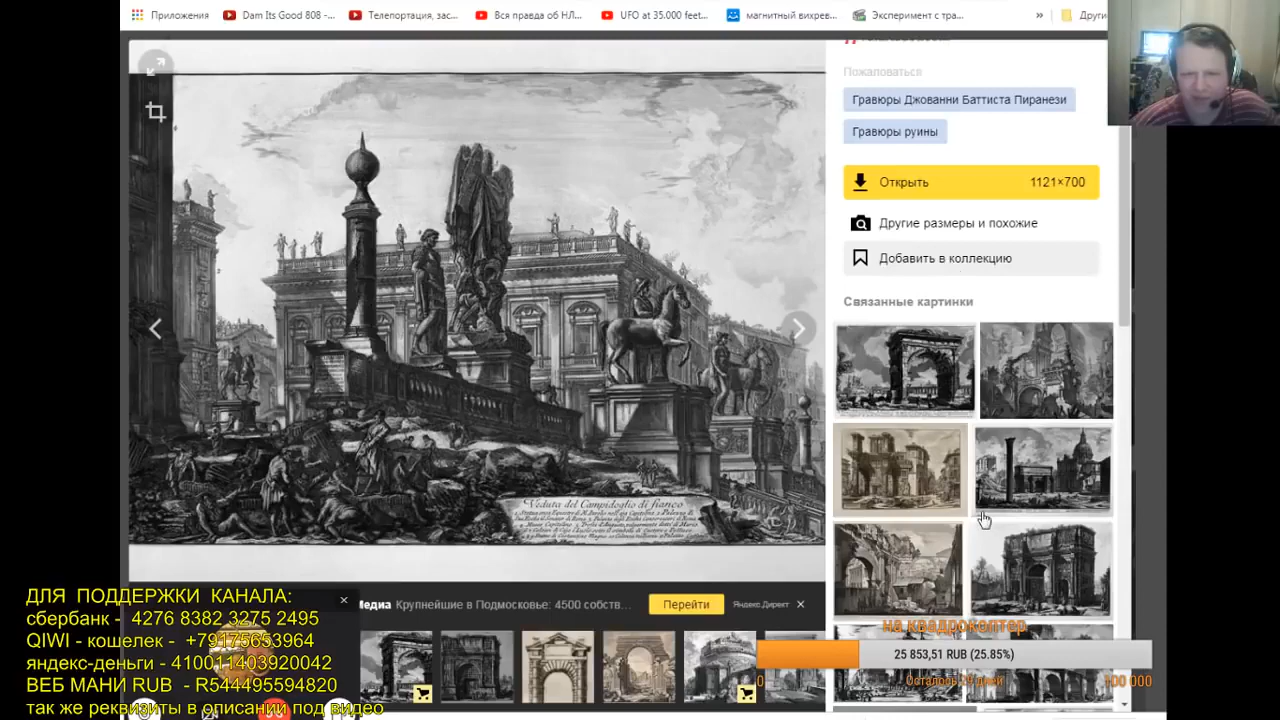 Приложения
Dam Its Good 808 -...
Телепортация, зас...
Вся правда об НЛ...
UFO at 35.000 feet...
магнитный вихрев...
Эксперимент с тра...
»
Други
Пожаловаться
Гравюры Джованни Баттиста Пиранези
Гравюры руины
Открыть 1121×700
Другие размеры и похожие
Добавить в коллекцию
Связанные картинки
Veduta del Campidoglio di fianco
ДЛЯ ПОДДЕРЖКИ КАНАЛА:
сбербанк - 4276 8382 3275 2495
QIWI - кошелек - +79175653964
яндекс-деньги - 410011403920042
ВЕБ МАНИ RUB - R544495594820
так же реквизиты в описании под видео
Медиа Крупнейшие в Подмосковье: 4500 собств...
Перейти
Яндекс.Директ
на квадрокоптер
25 853,51 RUB (25.85%)
0
100 000